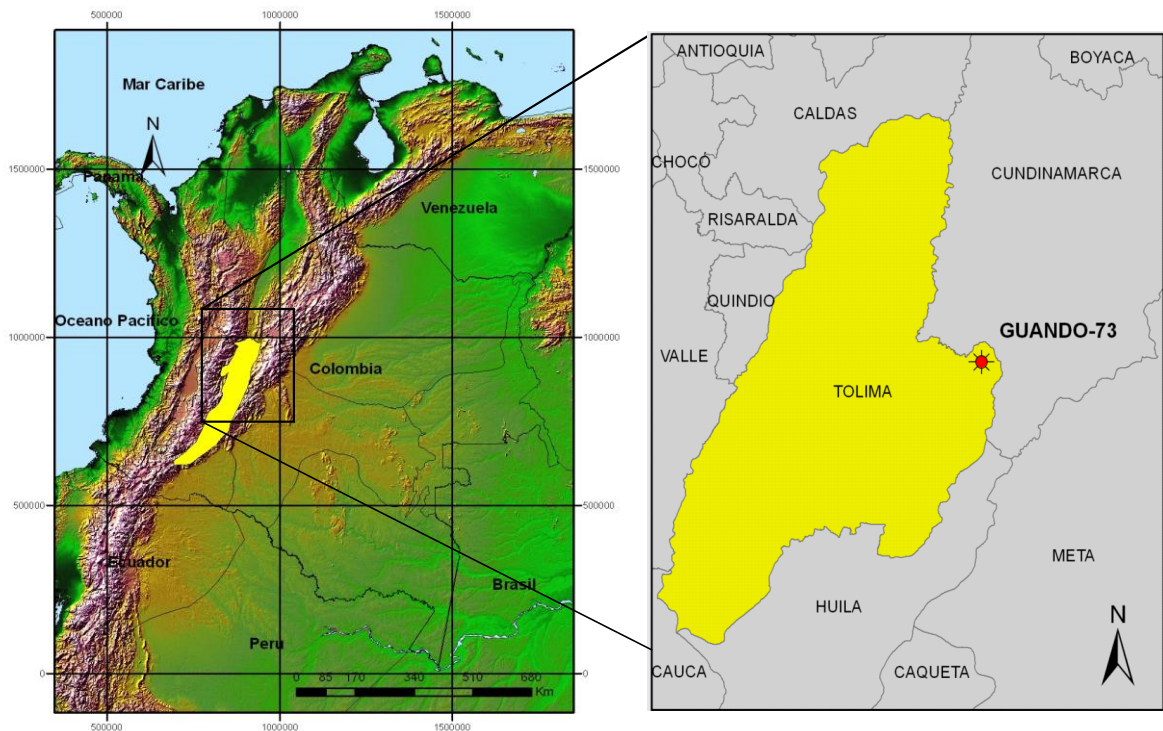 500000 1000000 1500000
Mar Caribe
N
1500000 1500000
Panama
Venezuela
Oceano Pacifico
1000000 1000000
Colombia
500000 500000
Ecuador
Brasil
Peru
0 0
0 85 170 340 510 680
Km
500000 1000000 1500000
ANTIOQUIA
BOYACA
CALDAS
CHOCO
CUNDINAMARCA
RISARALDA
QUINDIO
GUANDO-73
VALLE
TOLIMA
META
HUILA
N
CAUCA
CAQUETA